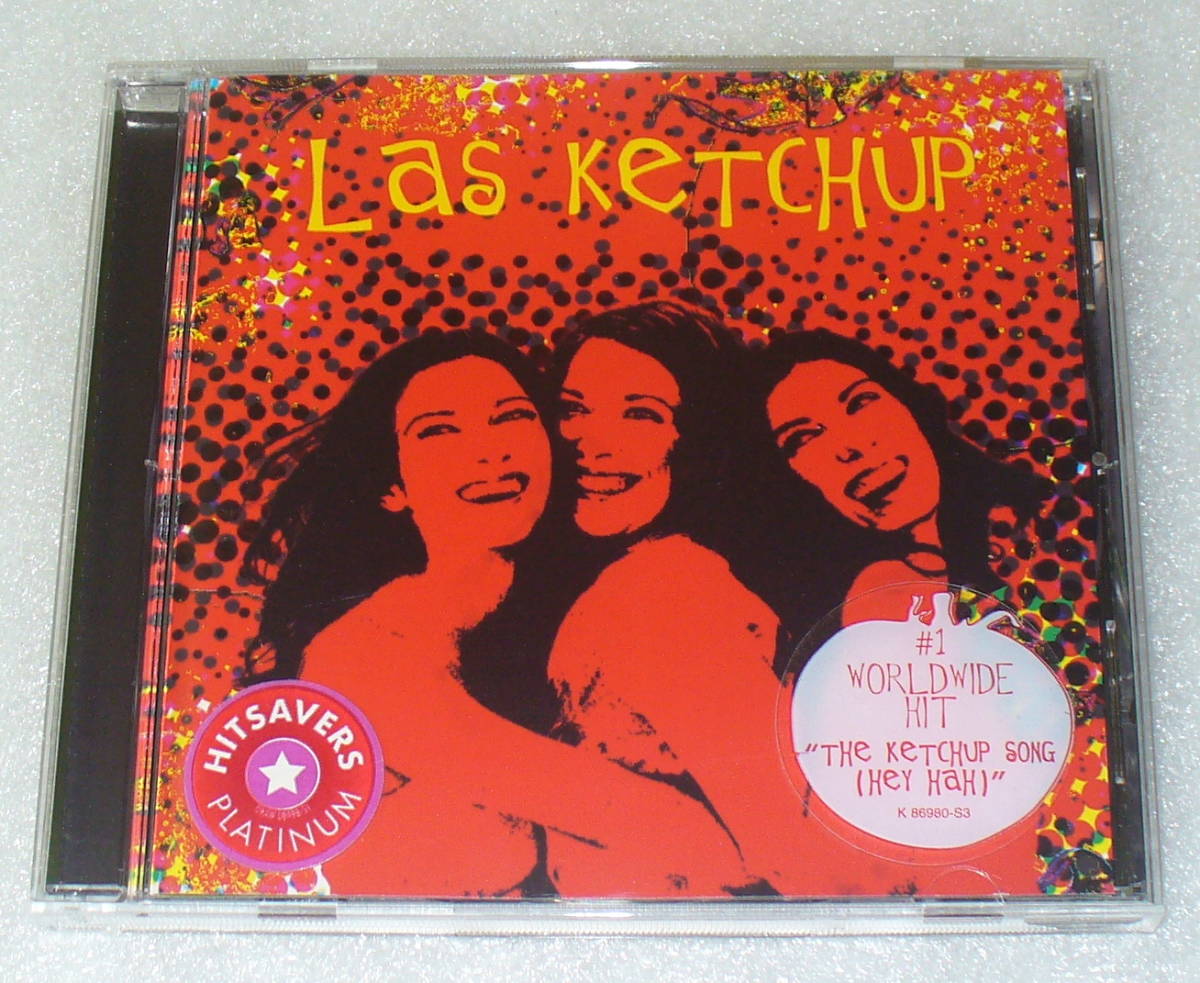 Las Ketchup
#1
WORLDWIDE
HIT
"THE KETCHUP SONG
(HEY HAH)"
K 86980-S3
HITSAVERS
PLATINUM